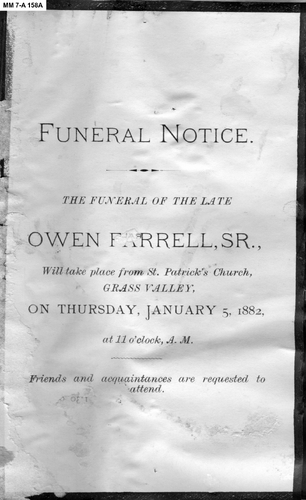 MM 7-A 158A
FUNERAL NOTICE.
THE FUNERAL OF THE LATE
OWEN FARRELL, SR.,
Will take place from St. Patrick's Church,
GRASS VALLEY,
ON THURSDAY, JANUARY 5, 1882,
at 11 o'clock, A. M.
Friends and acquaintances are requested to
attend.